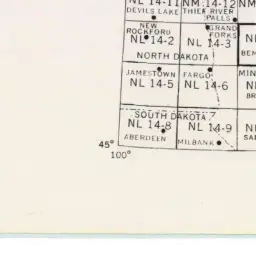 NL 14-11 NM 14-12 NM
DEVILS LAKE THIEF RIVER
FALLS
NEW
ROCKFORD
GRAND
FORKS
NL 14-2 NL 14-3
BEM
NORTH DAKOTA
JAMESTOWN FARGO MIN
NL 14-5 NL 14-6
BR
SOUTH DAKOTA
NL 14-8 NL 14-9
ABERDEEN MILBANK
45°
100°